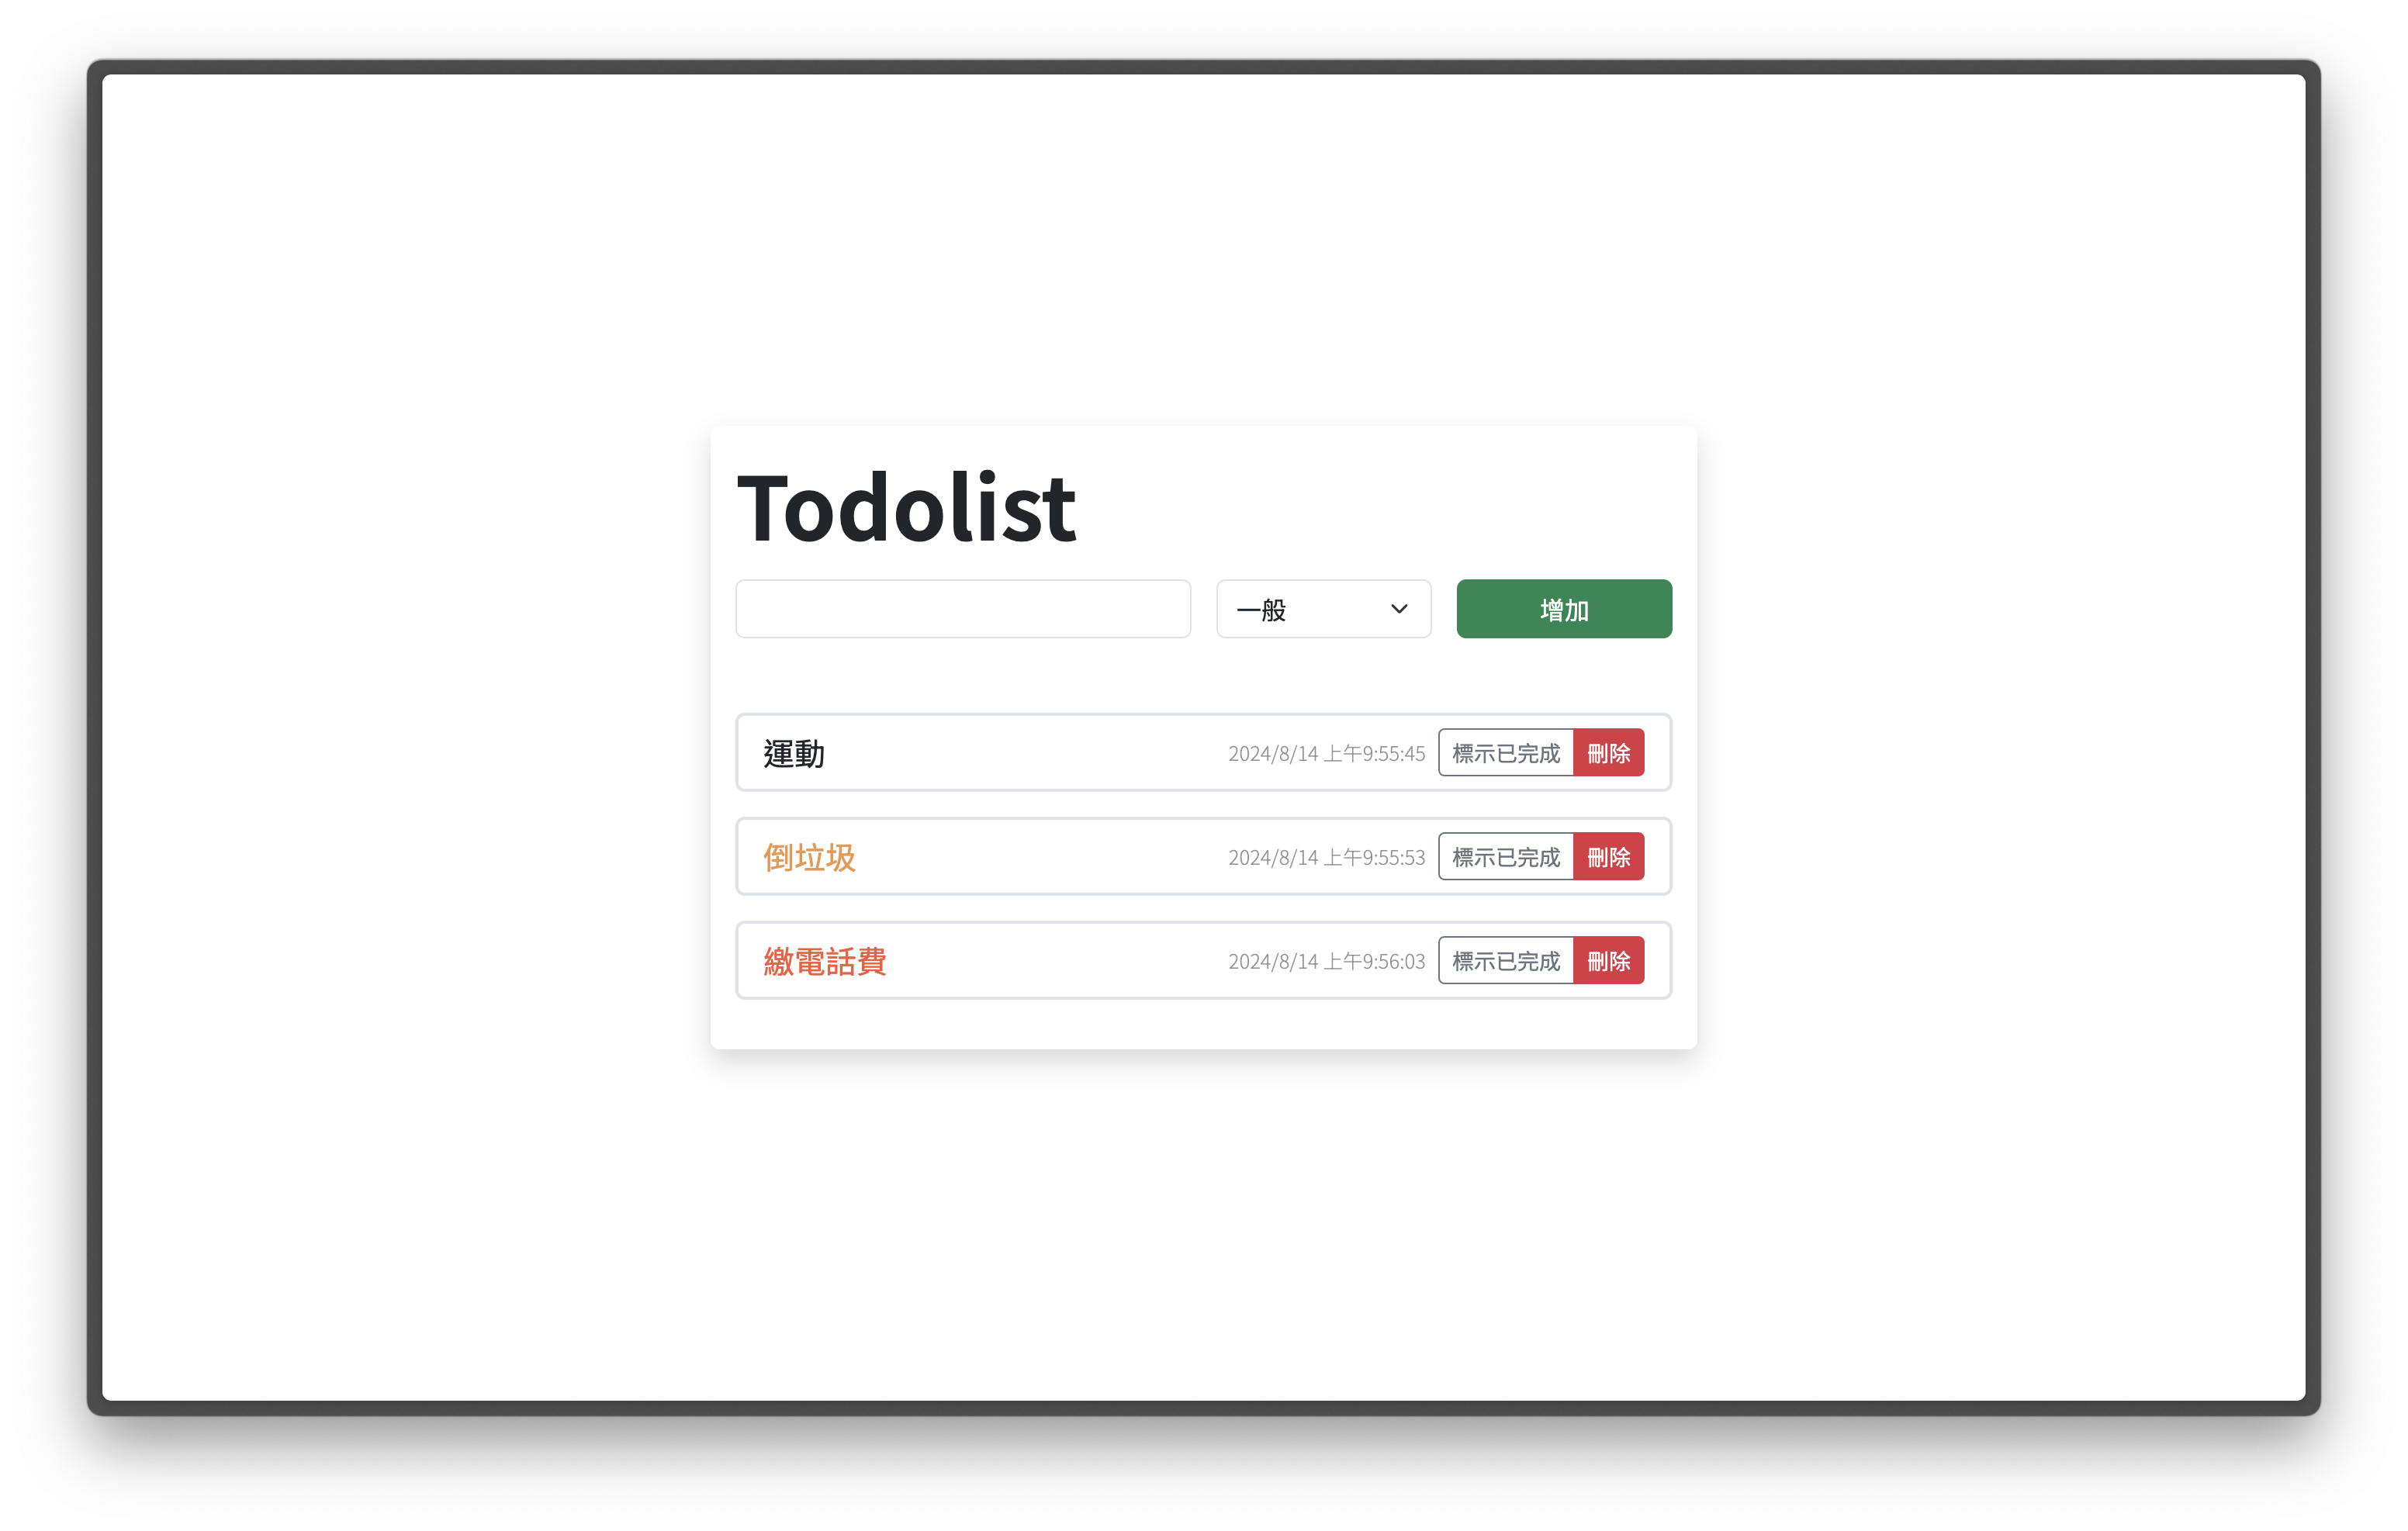 Todolist
一般 增加
運動 2024/8/14 上午9:55:45 標示已完成 刪除
倒垃圾 2024/8/14 上午9:55:53 標示已完成 刪除
繳電話費 2024/8/14 上午9:56:03 標示已完成 刪除